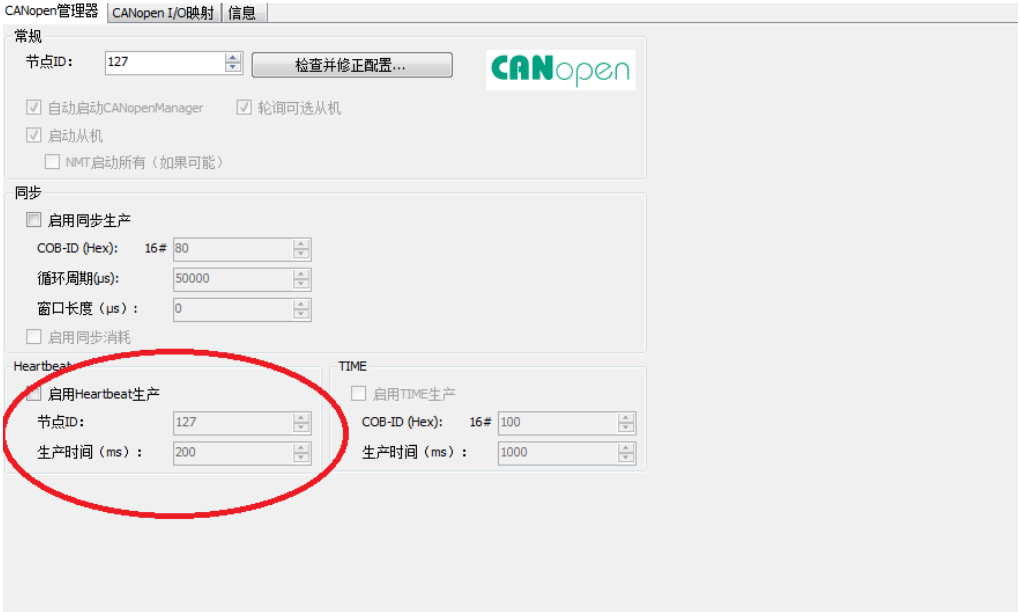 CANopen管理器 CANopen I/O映射 信息
常规
节点ID: 127 检查并修正配置... CANopen
自动启动CANopenManager 轮询可选从机
启动从机
NMT启动所有（如果可能）
同步
启用同步生产
COB-ID (Hex): 16# 80
循环周期(µs): 50000
窗口长度（µs）: 0
启用同步消耗
Heartbeat TIME
启用Heartbeat生产 启用TIME生产
节点ID: 127 COB-ID (Hex): 16# 100
生产时间（ms）: 200 生产时间（ms）: 1000